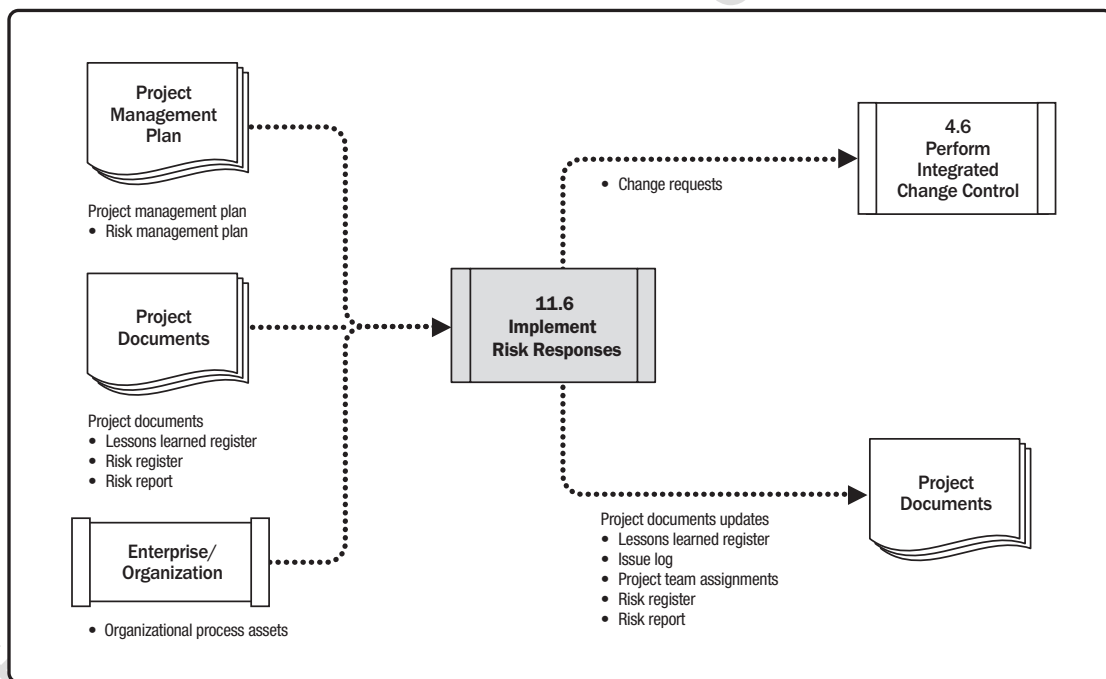 Project
Management
Plan
Project management plan
• Risk management plan
Project
Documents
Project documents
• Lessons learned register
• Risk register
• Risk report
Enterprise/
Organization
• Organizational process assets
11.6
Implement
Risk Responses
• Change requests
4.6
Perform
Integrated
Change Control
Project documents updates
• Lessons learned register
• Issue log
• Project team assignments
• Risk register
• Risk report
Project
Documents